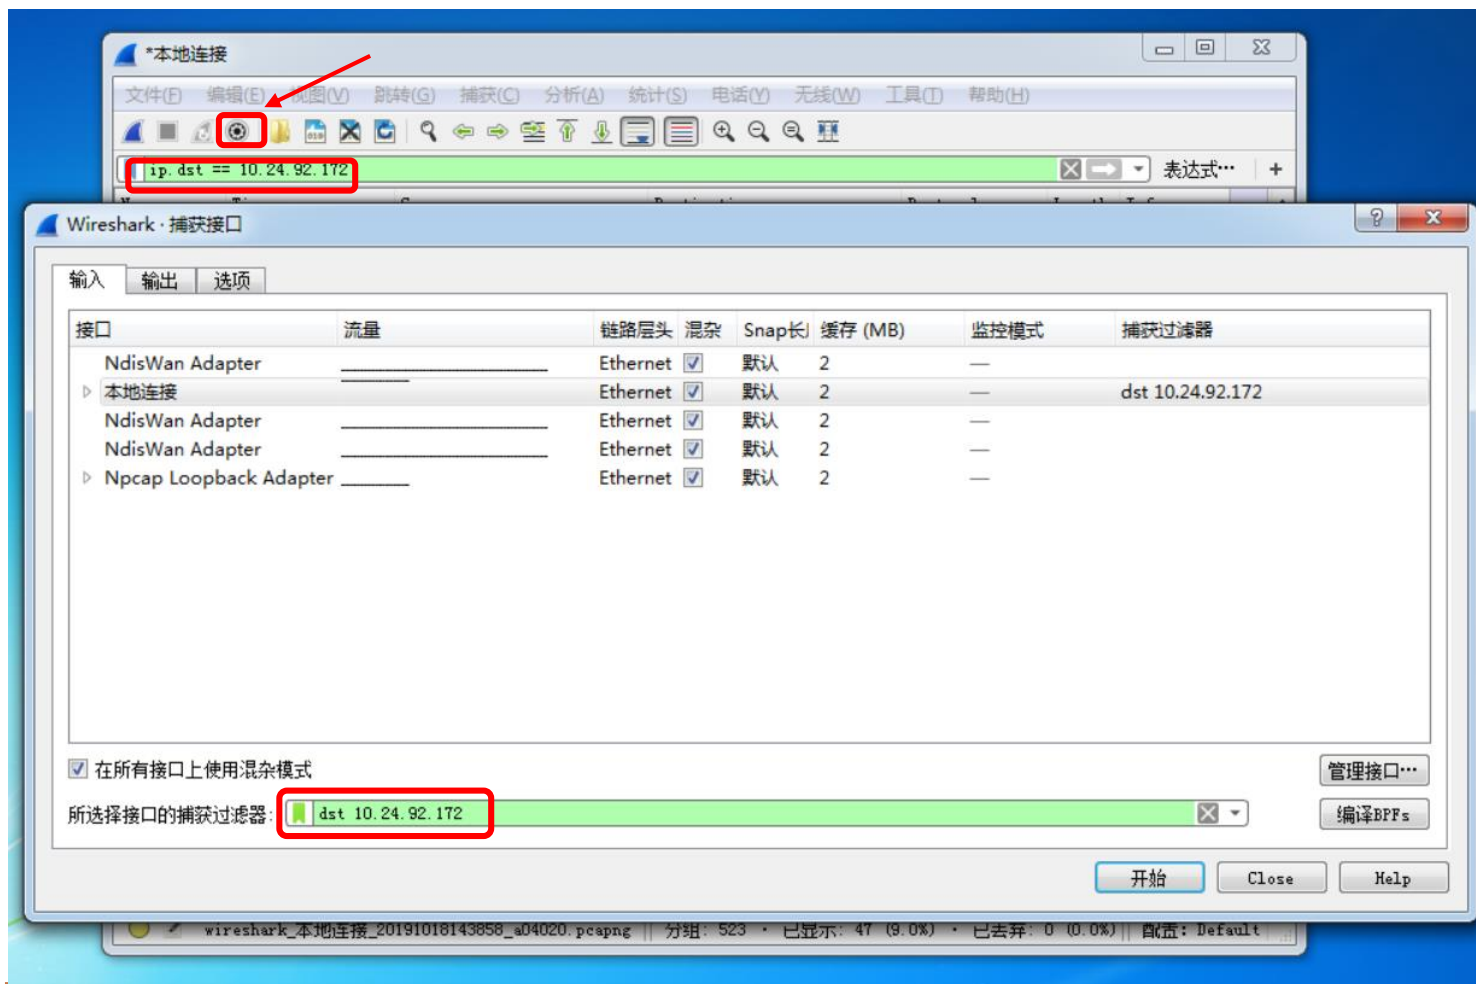 *本地连接
文件(F) 编辑(E) 视图(V) 跳转(G) 捕获(C) 分析(A) 统计(S) 电话(Y) 无线(W) 工具(T) 帮助(H)
ip.dst == 10.24.92.172 表达式… +
Wireshark · 捕获接口
输入 输出 选项
接口 流量 链路层头 混杂 Snap长 缓存 (MB) 监控模式 捕获过滤器
NdisWan Adapter Ethernet 默认 2 —
本地连接 Ethernet 默认 2 — dst 10.24.92.172
NdisWan Adapter Ethernet 默认 2 —
NdisWan Adapter Ethernet 默认 2 —
Npcap Loopback Adapter Ethernet 默认 2 —
在所有接口上使用混杂模式 管理接口…
所选择接口的捕获过滤器: dst 10.24.92.172 编译BPFs
开始 Close Help
wireshark_本地连接_20191018143858_a04020.pcapng 分组: 523 · 已显示: 47 (9.0%) · 已丢弃: 0 (0.0%) 配置: Default